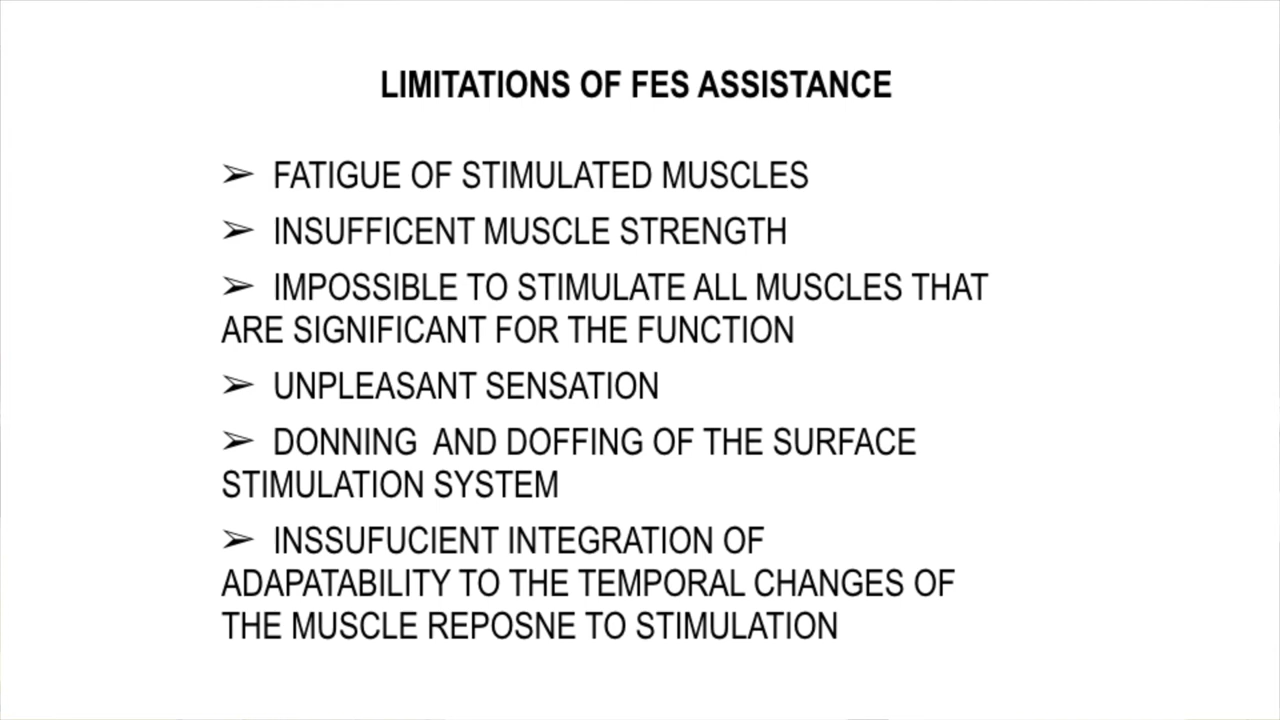 LIMITATIONS OF FES ASSISTANCE
➢ FATIGUE OF STIMULATED MUSCLES
➢ INSUFFICENT MUSCLE STRENGTH
➢ IMPOSSIBLE TO STIMULATE ALL MUSCLES THAT
ARE SIGNIFICANT FOR THE FUNCTION
➢ UNPLEASANT SENSATION
➢ DONNING AND DOFFING OF THE SURFACE
STIMULATION SYSTEM
➢ INSSUFUCIENT INTEGRATION OF
ADAPATABILITY TO THE TEMPORAL CHANGES OF
THE MUSCLE REPOSNE TO STIMULATION